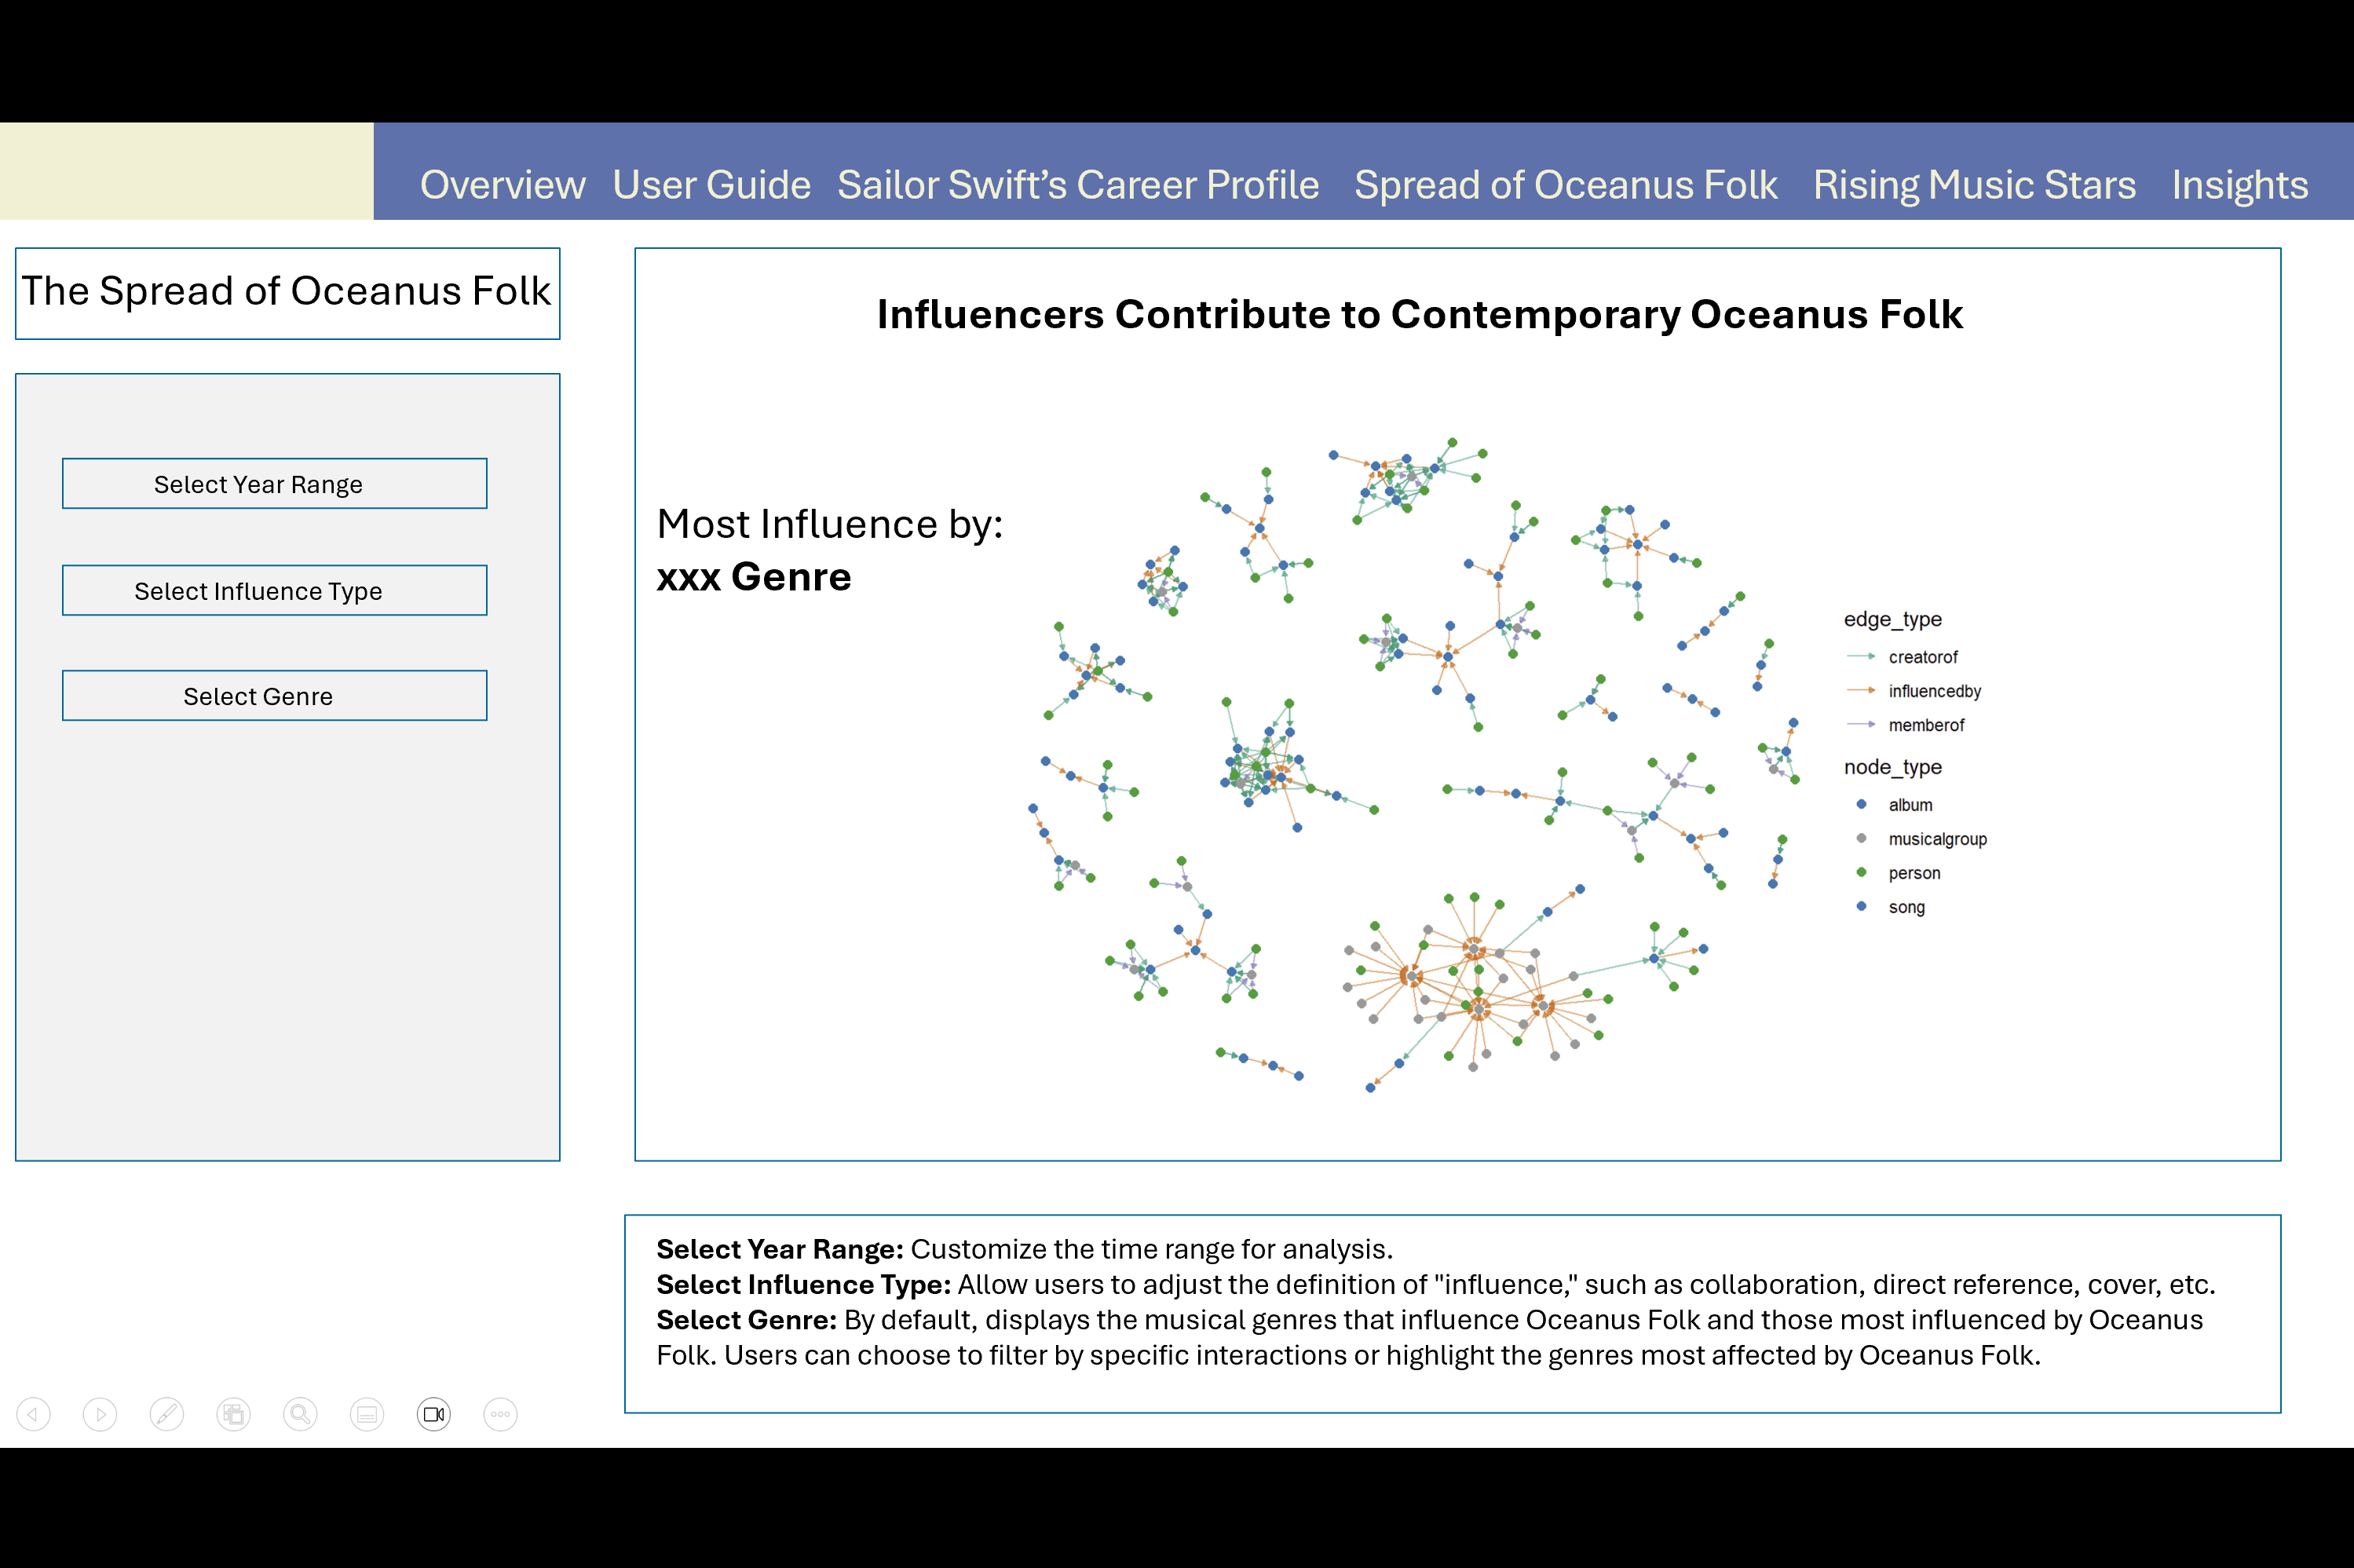 Overview User Guide Sailor Swift’s Career Profile Spread of Oceanus Folk Rising Music Stars Insights
The Spread of Oceanus Folk
Select Year Range
Select Influence Type
Select Genre
Influencers Contribute to Contemporary Oceanus Folk
Most Influence by:
xxx Genre
edge_type
creatorof
influencedby
memberof
node_type
album
musicalgroup
person
song
Select Year Range: Customize the time range for analysis.
Select Influence Type: Allow users to adjust the definition of "influence," such as collaboration, direct reference, cover, etc.
Select Genre: By default, displays the musical genres that influence Oceanus Folk and those most influenced by Oceanus
Folk. Users can choose to filter by specific interactions or highlight the genres most affected by Oceanus Folk.